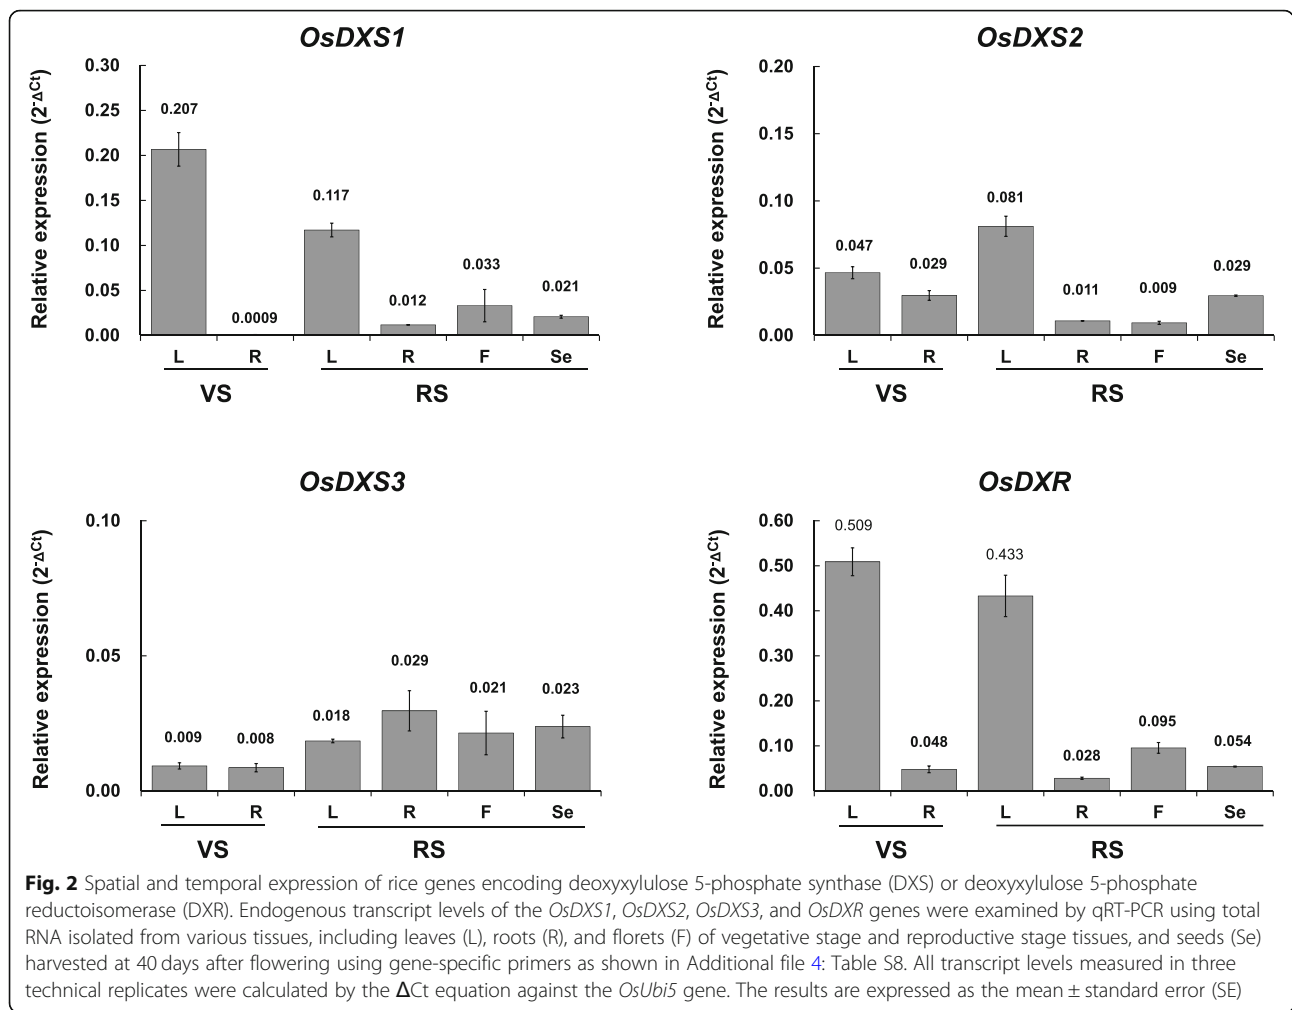 OsDXS1
Relative expression (2-ΔCt)
0.30
0.25
0.20
0.15
0.10
0.05
0.00
0.207
0.0009
0.117
0.012
0.033
0.021
L R L R F Se
VS RS
OsDXS2
Relative expression (2-ΔCt)
0.20
0.15
0.10
0.05
0.00
0.047
0.029
0.081
0.011
0.009
0.029
L R L R F Se
VS RS
OsDXS3
Relative expression (2-ΔCt)
0.10
0.05
0.00
0.009
0.008
0.018
0.029
0.021
0.023
L R L R F Se
VS RS
OsDXR
Relative expression (2-ΔCt)
0.60
0.50
0.40
0.30
0.20
0.10
0.00
0.509
0.048
0.433
0.028
0.095
0.054
L R L R F Se
VS RS
Fig. 2 Spatial and temporal expression of rice genes encoding deoxyxylulose 5-phosphate synthase (DXS) or deoxyxylulose 5-phosphate
reductoisomerase (DXR). Endogenous transcript levels of the OsDXS1, OsDXS2, OsDXS3, and OsDXR genes were examined by qRT-PCR using total
RNA isolated from various tissues, including leaves (L), roots (R), and florets (F) of vegetative stage and reproductive stage tissues, and seeds (Se)
harvested at 40 days after flowering using gene-specific primers as shown in Additional file 4: Table S8. All transcript levels measured in three
technical replicates were calculated by the ΔCt equation against the OsUbi5 gene. The results are expressed as the mean ± standard error (SE)